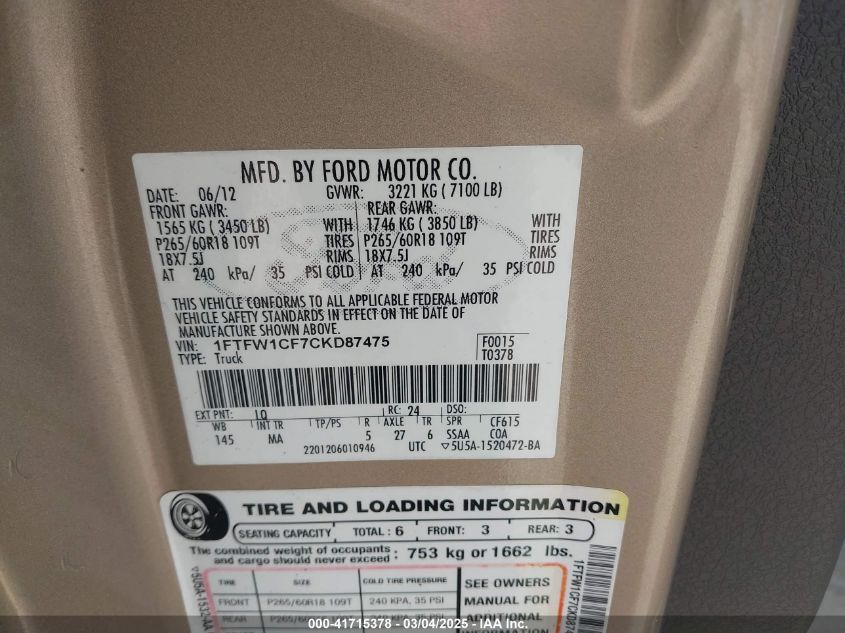 MFD. BY FORD MOTOR CO.
DATE: 06/12 GVWR: 3221 KG ( 7100 LB)
FRONT GAWR: REAR GAWR:
1565 KG ( 3450 LB) WITH 1746 KG ( 3850 LB) WITH
P265/60R18 109T TIRES P265/60R18 109T TIRES
18X7.5J RIMS 18X7.5J RIMS
AT 240 kPa/ 35 PSI COLD AT 240 kPa/ 35 PSI COLD
THIS VEHICLE CONFORMS TO ALL APPLICABLE FEDERAL MOTOR
VEHICLE SAFETY STANDARDS IN EFFECT ON THE DATE OF
MANUFACTURE SHOWN ABOVE.
VIN: 1FTFW1CF7CKD87475 F0015
TYPE: Truck T0378
EXT PNT: LQ RC: 24 DSO:
WB INT TR TP/PS R AXLE TR SPR CF615
145 MA 5 27 6 SSAA COA
2201206010946 UTC ▽5U5A-1520472-BA
TIRE AND LOADING INFORMATION
SEATING CAPACITY TOTAL: 6 FRONT: 3 REAR: 3
The combined weight of occupants and cargo should never exceed : 753 kg or 1662 lbs.
TIRE SIZE COLD TIRE PRESSURE SEE OWNERS
FRONT P265/60R18 109T 240 KPA, 35 PSI MANUAL FOR
REAR ADDITIONAL
INFORMATION
000-41715378 - 03/04/2025 - IAA Inc.